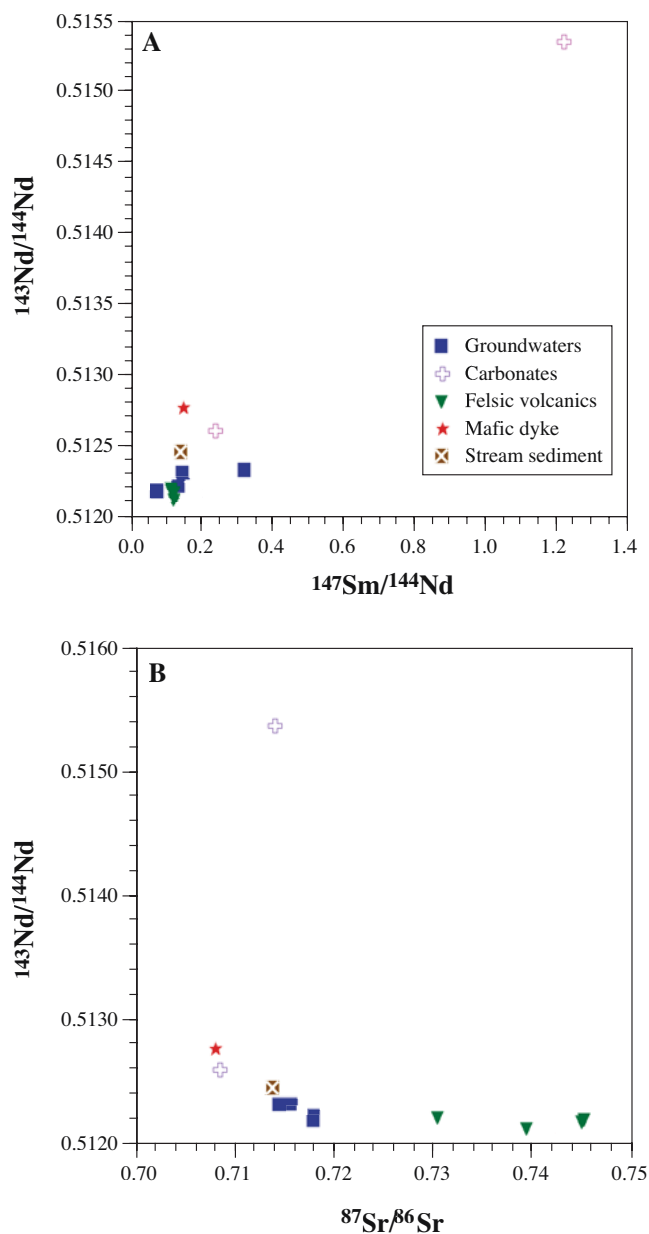 A
0.5155
0.5150
0.5145
0.5140
0.5135
0.5130
0.5125
0.5120
143Nd/144Nd
Groundwaters
Carbonates
Felsic volcanics
Mafic dyke
Stream sediment
0.0 0.2 0.4 0.6 0.8 1.0 1.2 1.4
147Sm/144Nd
B
0.5160
0.5150
0.5140
0.5130
0.5120
143Nd/144Nd
0.70 0.71 0.72 0.73 0.74 0.75
87Sr/86Sr